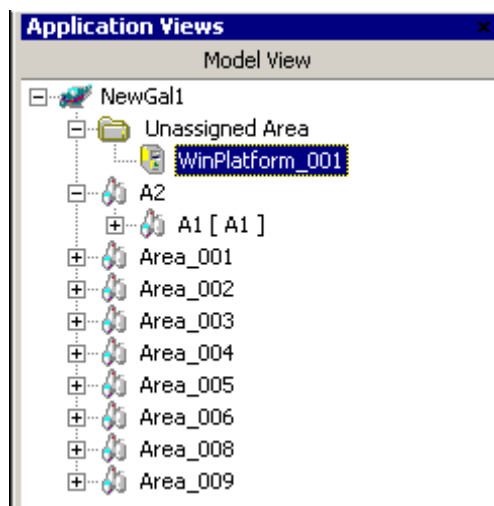 Application Views
Model View
NewGal1
Unassigned Area
WinPlatform_001
A2
A1 [ A1 ]
Area_001
Area_002
Area_003
Area_004
Area_005
Area_006
Area_008
Area_009